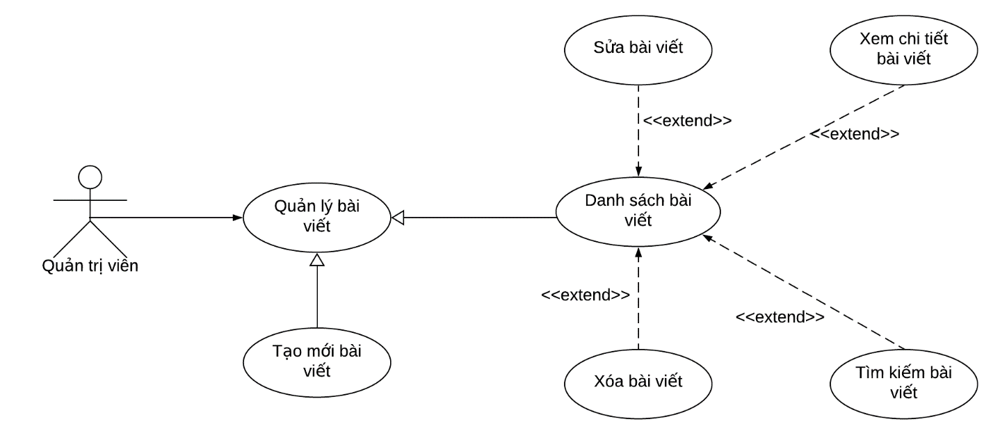 Sửa bài viết
Xem chi tiết
bài viết
<<extend>>
<<extend>>
Quản lý bài
viết
Danh sách bài
viết
Quản trị viên
<<extend>>
<<extend>>
Tạo mới bài
viết
Xóa bài viết
Tìm kiếm bài
viết